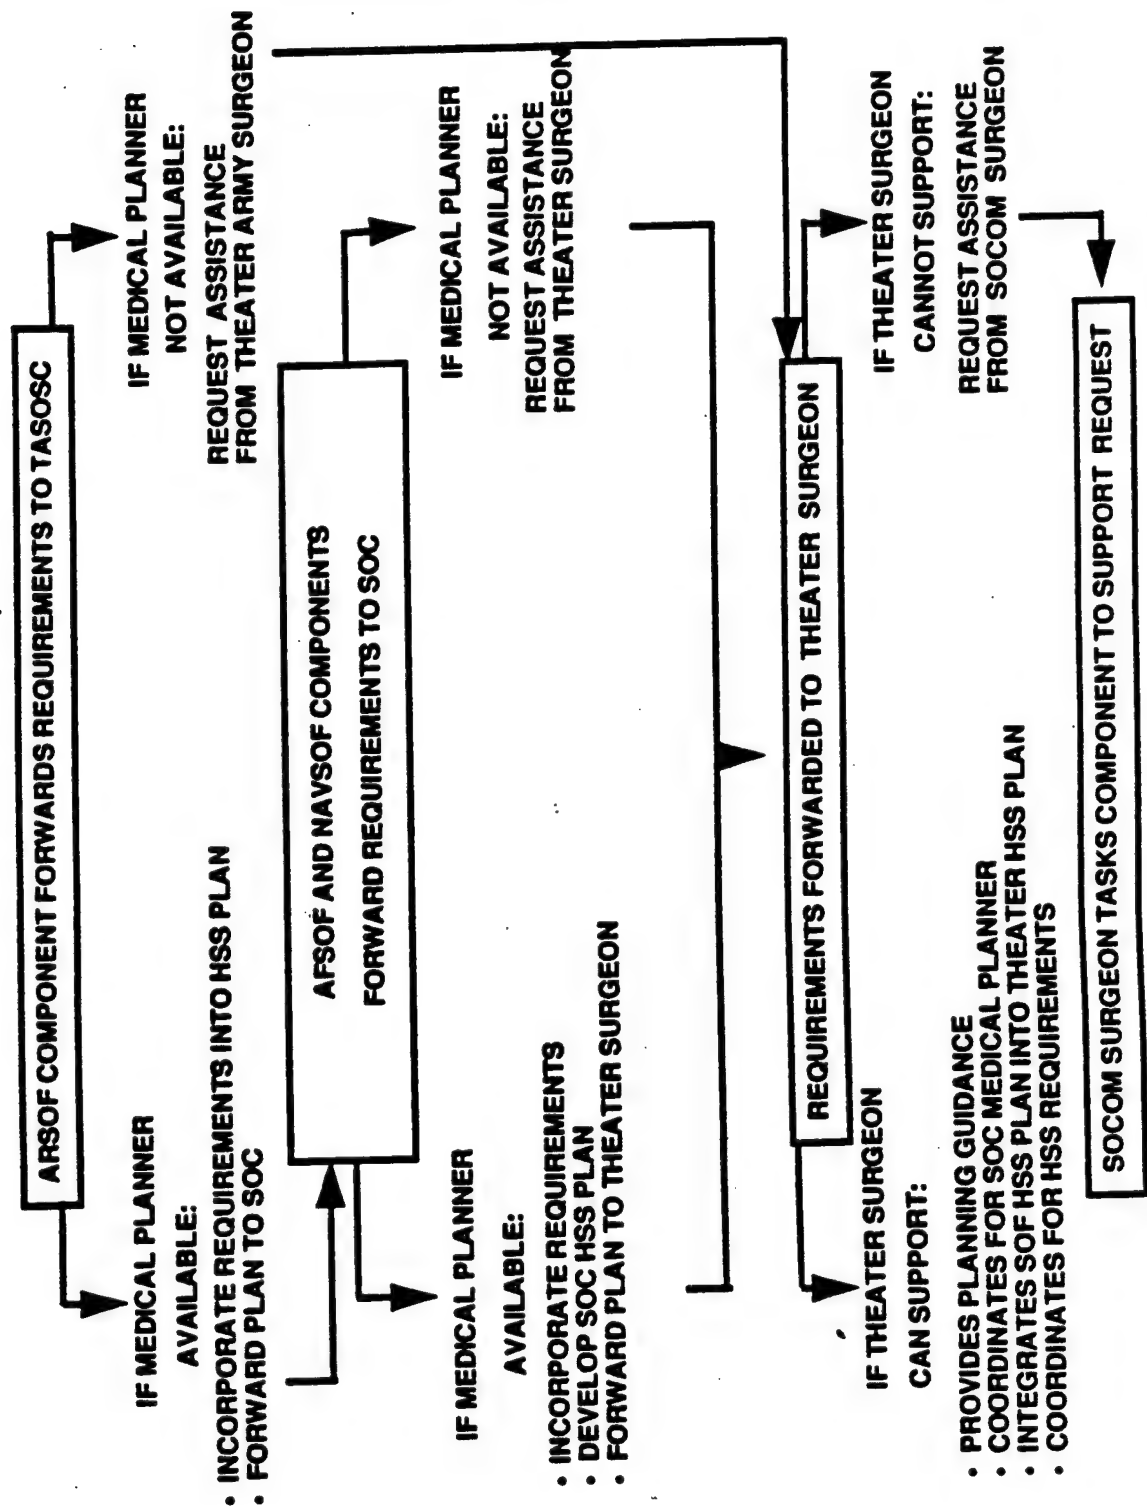 ARSOF COMPONENT FORWARDS REQUIREMENTS TO TASOSC
IF MEDICAL PLANNER
AVAILABLE:
• INCORPORATE REQUIREMENTS INTO HSS PLAN
• FORWARD PLAN TO SOC
IF MEDICAL PLANNER
NOT AVAILABLE:
REQUEST ASSISTANCE
FROM THEATER ARMY SURGEON
AFSOF AND NAVSOF COMPONENTS
FORWARD REQUIREMENTS TO SOC
IF MEDICAL PLANNER
AVAILABLE:
• INCORPORATE REQUIREMENTS
• DEVELOP SOC HSS PLAN
• FORWARD PLAN TO THEATER SURGEON
IF MEDICAL PLANNER
NOT AVAILABLE:
REQUEST ASSISTANCE
FROM THEATER SURGEON
REQUIREMENTS FORWARDED TO THEATER SURGEON
IF THEATER SURGEON
CAN SUPPORT:
• PROVIDES PLANNING GUIDANCE
• COORDINATES FOR SOC MEDICAL PLANNER
• INTEGRATES SOF HSS PLAN INTO THEATER HSS PLAN
• COORDINATES FOR HSS REQUIREMENTS
IF THEATER SURGEON
CANNOT SUPPORT:
REQUEST ASSISTANCE
FROM SOCOM SURGEON
SOCOM SURGEON TASKS COMPONENT TO SUPPORT REQUEST